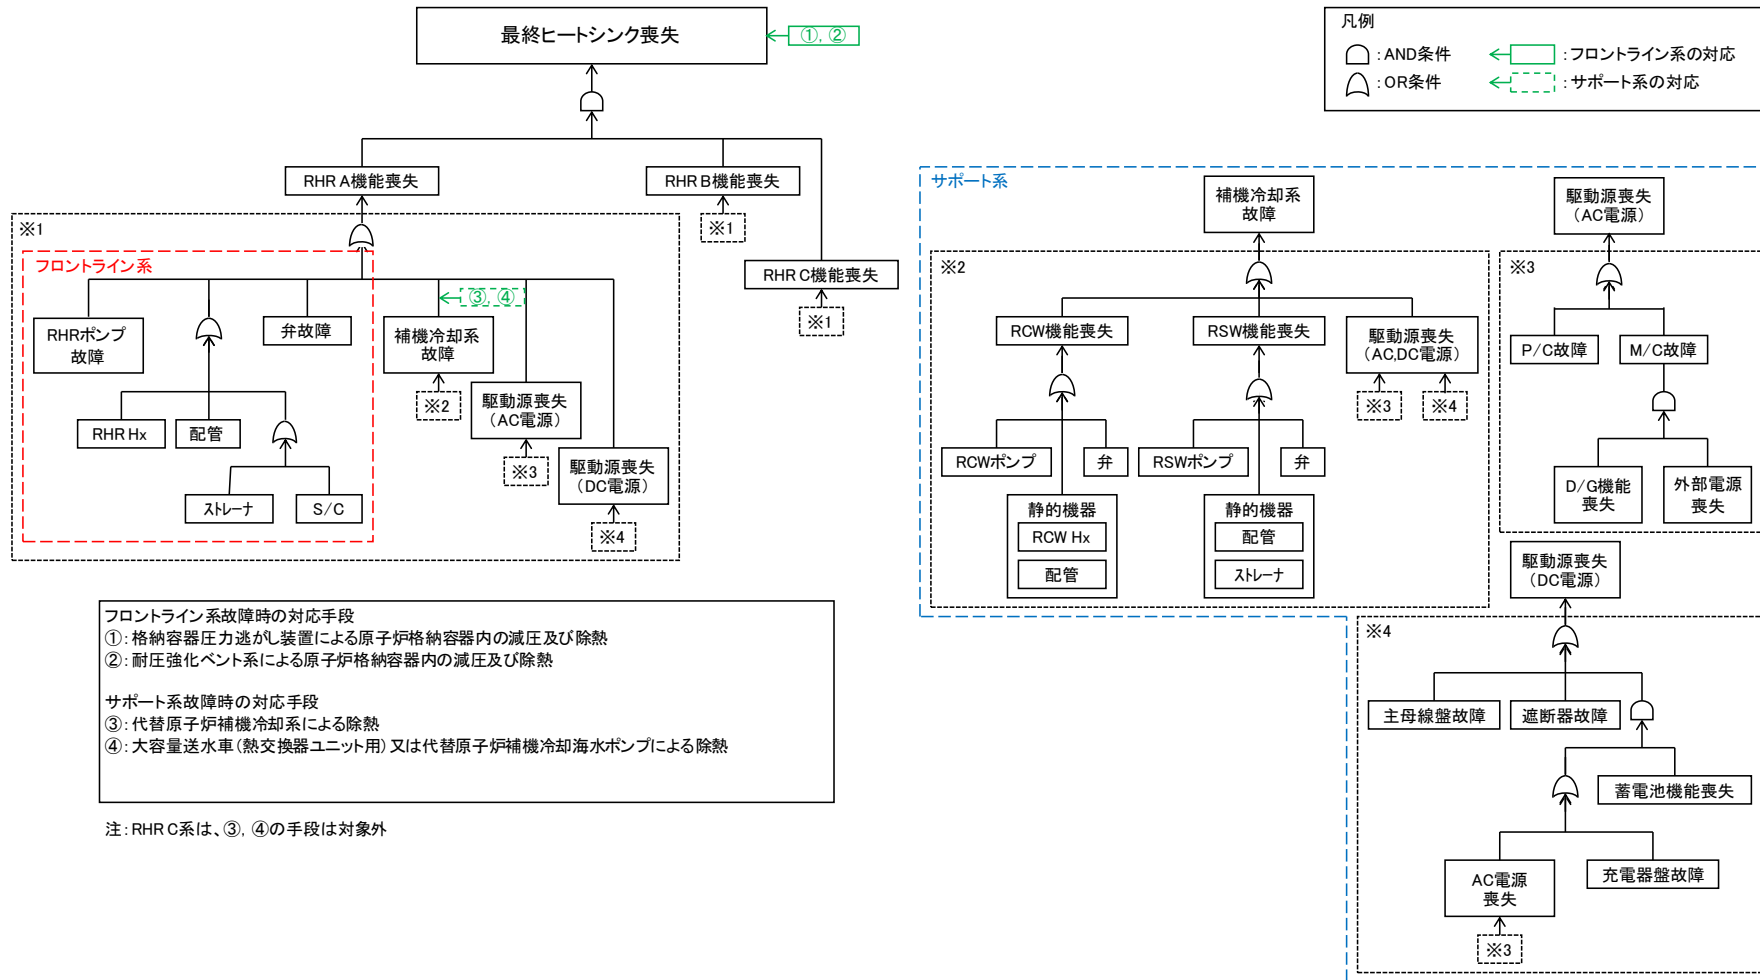 最終ヒートシンク喪失
①, ②
凡例
:AND条件
:フロントライン系の対応
:OR条件
:サポート系の対応
RHR A機能喪失
RHR B機能喪失
※1
RHR C機能喪失
※1
※1
フロントライン系
③, ④
RHRポンプ
故障
弁故障
補機冷却系
故障
※2
駆動源喪失
(AC電源)
※3
駆動源喪失
(DC電源)
※4
RHR Hx
配管
ストレーナ
S/C
サポート系
補機冷却系
故障
※2
RCW機能喪失
RSW機能喪失
駆動源喪失
(AC,DC電源)
※3
※4
RCWポンプ
弁
RSWポンプ
弁
静的機器
RCW Hx
配管
静的機器
配管
ストレーナ
駆動源喪失
(AC電源)
※3
P/C故障
M/C故障
D/G機能
喪失
外部電源
喪失
駆動源喪失
(DC電源)
※4
主母線盤故障
遮断器故障
蓄電池機能喪失
AC電源
喪失
充電器盤故障
※3
フロントライン系故障時の対応手段
①:格納容器圧力逃がし装置による原子炉格納容器内の減圧及び除熱
②:耐圧強化ベント系による原子炉格納容器内の減圧及び除熱
サポート系故障時の対応手段
③:代替原子炉補機冷却系による除熱
④:大容量送水車(熱交換器ユニット用)又は代替原子炉補機冷却海水ポンプによる除熱
注:RHR C系は、③, ④の手段は対象外